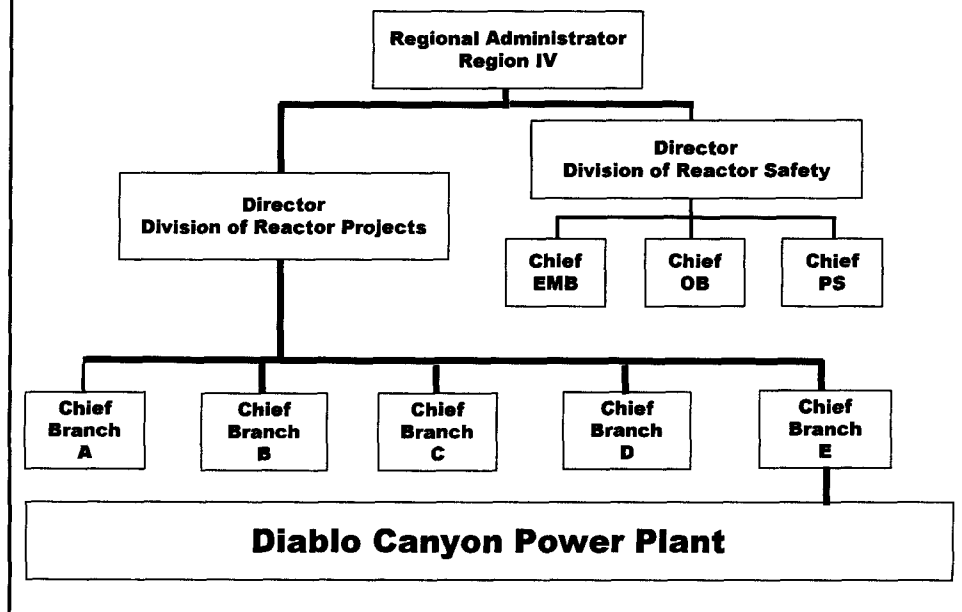 Regional Administrator
Region IV
Director
Division of Reactor Safety
Director
Division of Reactor Projects
Chief
EMB
Chief
OB
Chief
PS
Chief
Branch
A
Chief
Branch
B
Chief
Branch
C
Chief
Branch
D
Chief
Branch
E
Diablo Canyon Power Plant